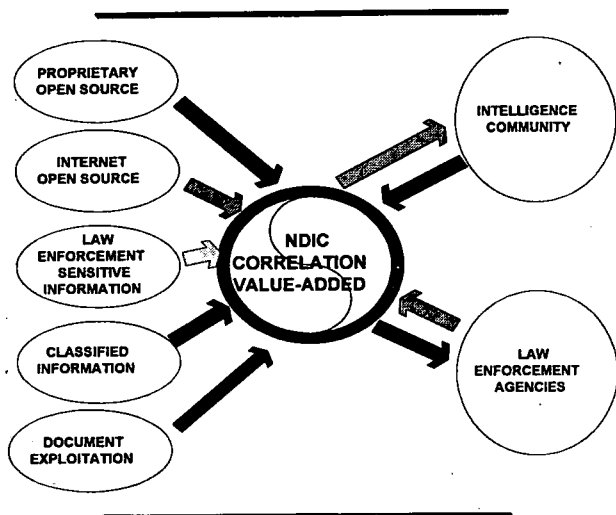 PROPRIETARY
OPEN SOURCE
INTERNET
OPEN SOURCE
LAW
ENFORCEMENT
SENSITIVE
INFORMATION
CLASSIFIED
INFORMATION
DOCUMENT
EXPLOITATION
NDIC
CORRELATION
VALUE-ADDED
INTELLIGENCE
COMMUNITY
LAW
ENFORCEMENT
AGENCIES